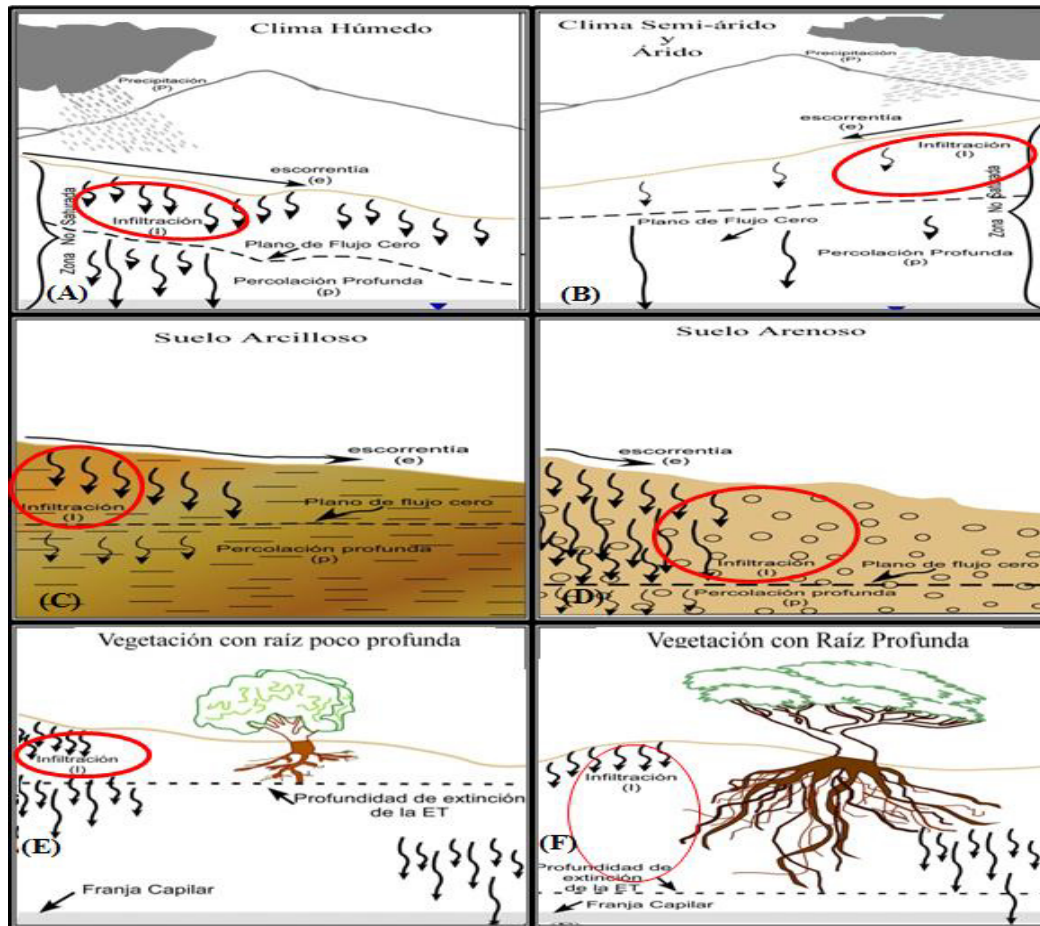 Clima Húmedo
Precipitación
(P)
escorrentía
(e)
Zona No Saturada
Infiltración
(I)
Plano de Flujo Cero
Percolación Profunda
(p)
(A)
Clima Semi-árido
y
Árido
Precipitación
(P)
escorrentía
(e)
Infiltración
(I)
Zona No Saturada
Plano de Flujo Cero
Percolación Profunda
(p)
(B)
Suelo Arcilloso
escorrentía
(e)
Infiltración
(I)
Plano de flujo cero
Percolación profunda
(p)
(C)
Suelo Arenoso
escorrentía
(e)
Infiltración
(I)
Plano de flujo cero
Percolación profunda
(p)
(D)
Vegetación con raíz poco profunda
Infiltración
(I)
Profundidad de extinción
de la ET
(E)
Franja Capilar
Vegetación con Raíz Profunda
Infiltración
(I)
(F)
Profundidad de
extinción
de la ET
Franja Capilar